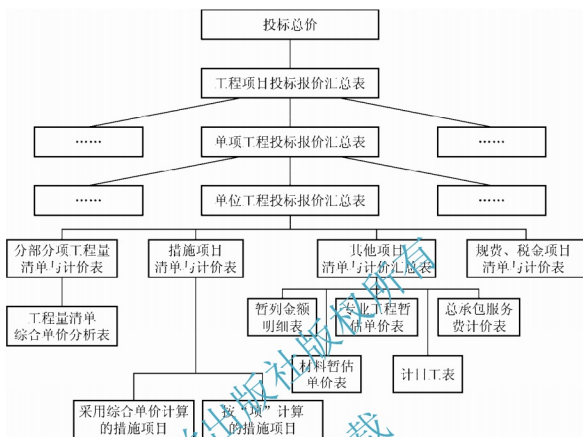 投标总价
工程项目投标报价汇总表
……
单项工程投标报价汇总表
……
……
单位工程投标报价汇总表
……
分部分项工程量
清单与计价表
措施项目
清单与计价表
其他项目
清单与计价汇总表
规费、税金项目
清单与计价表
工程量清单
综合单价分析表
暂列金额
明细表
专业工程暂
估单价表
总承包服务
费计价表
材料暂估
单价表
计日工表
采用综合单价计算
的措施项目
按“项”计算
的措施项目
出版社版权所有
载